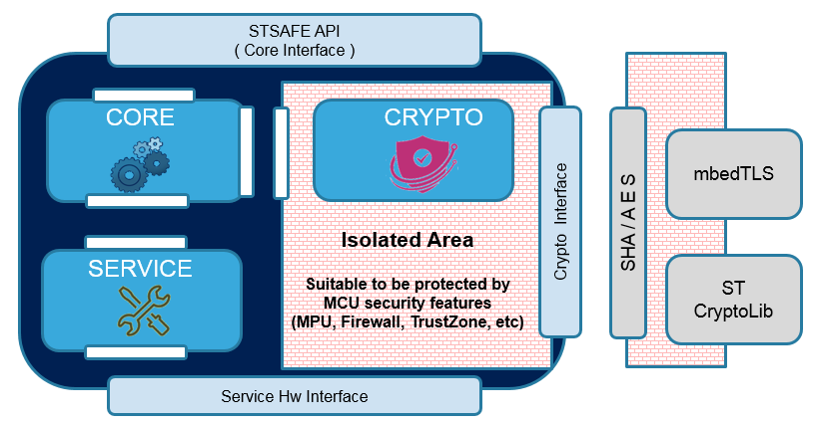 STSAFE API
( Core Interface )
CORE
CRYPTO
SERVICE
Isolated Area
Suitable to be protected by
MCU security features
(MPU, Firewall, TrustZone, etc)
Crypto Interface
SHA / A E S
mbedTLS
ST
CryptoLib
Service Hw Interface